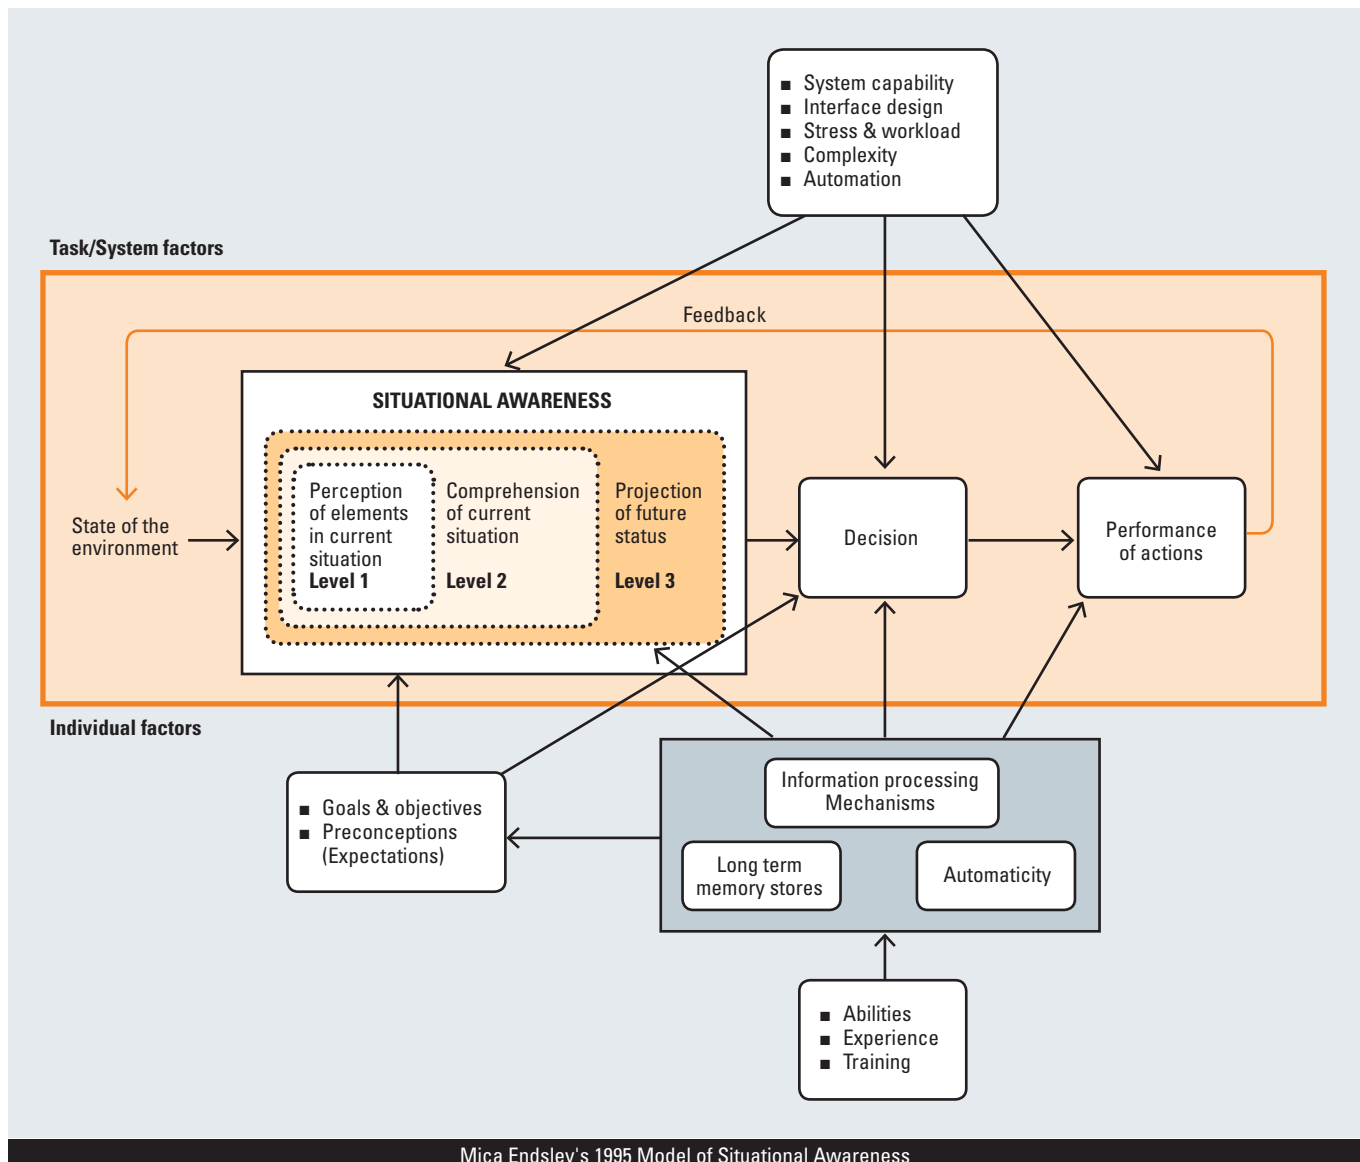 ■ System capability
■ Interface design
■ Stress & workload
■ Complexity
■ Automation
Task/System factors
Feedback
SITUATIONAL AWARENESS
State of the
environment
Perception
of elements
in current
situation
Level 1
Comprehension
of current
situation
Level 2
Projection
of future
status
Level 3
Decision
Performance
of actions
Individual factors
■ Goals & objectives
■ Preconceptions
(Expectations)
Information processing
Mechanisms
Long term
memory stores
Automaticity
■ Abilities
■ Experience
■ Training
Mica Endsley's 1995 Model of Situational Awareness